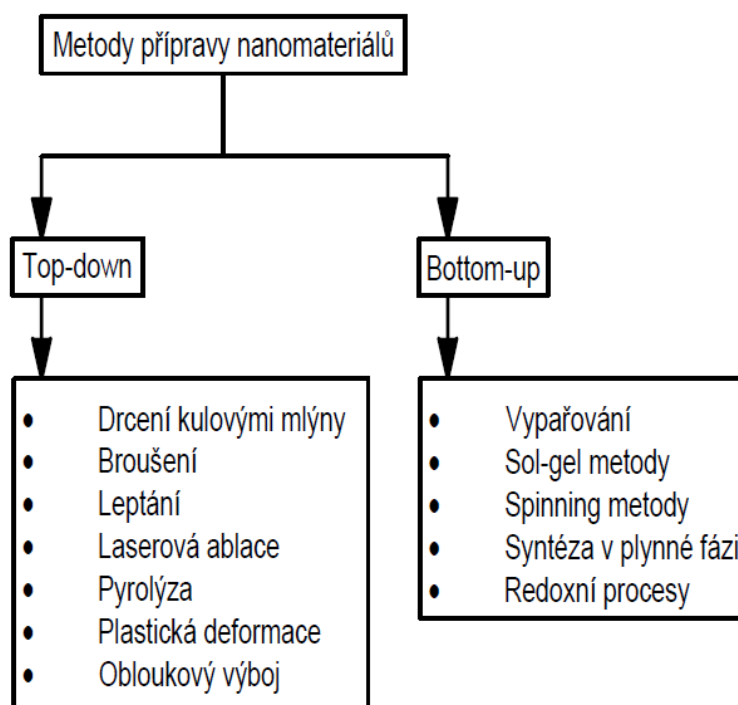 Metody přípravy nanomateriálů
Top-down
Bottom-up
• Drcení kulovými mlýny
• Broušení
• Leptání
• Laserová ablace
• Pyrolýza
• Plastická deformace
• Obloukový výboj
• Vypařování
• Sol-gel metody
• Spinning metody
• Syntéza v plynné fázi
• Redoxní procesy